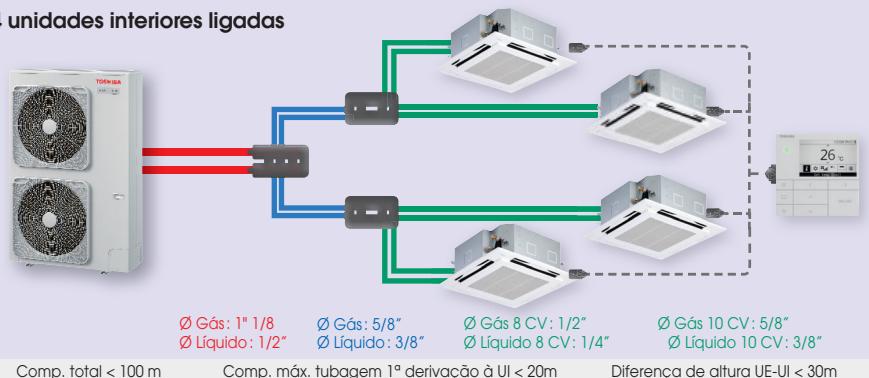 4 unidades interiores ligadas
TOSHIBA
26 °C
Ø Gás: 1" 1/8
Ø Líquido: 1/2"
Ø Gás: 5/8"
Ø Líquido: 3/8"
Ø Gás 8 CV: 1/2"
Ø Líquido 8 CV: 1/4"
Ø Gás 10 CV: 5/8"
Ø Líquido 10 CV: 3/8"
Comp. total < 100 m
Comp. máx. tubagem 1ª derivação à UI < 20m
Diferença de altura UE-UI < 30m